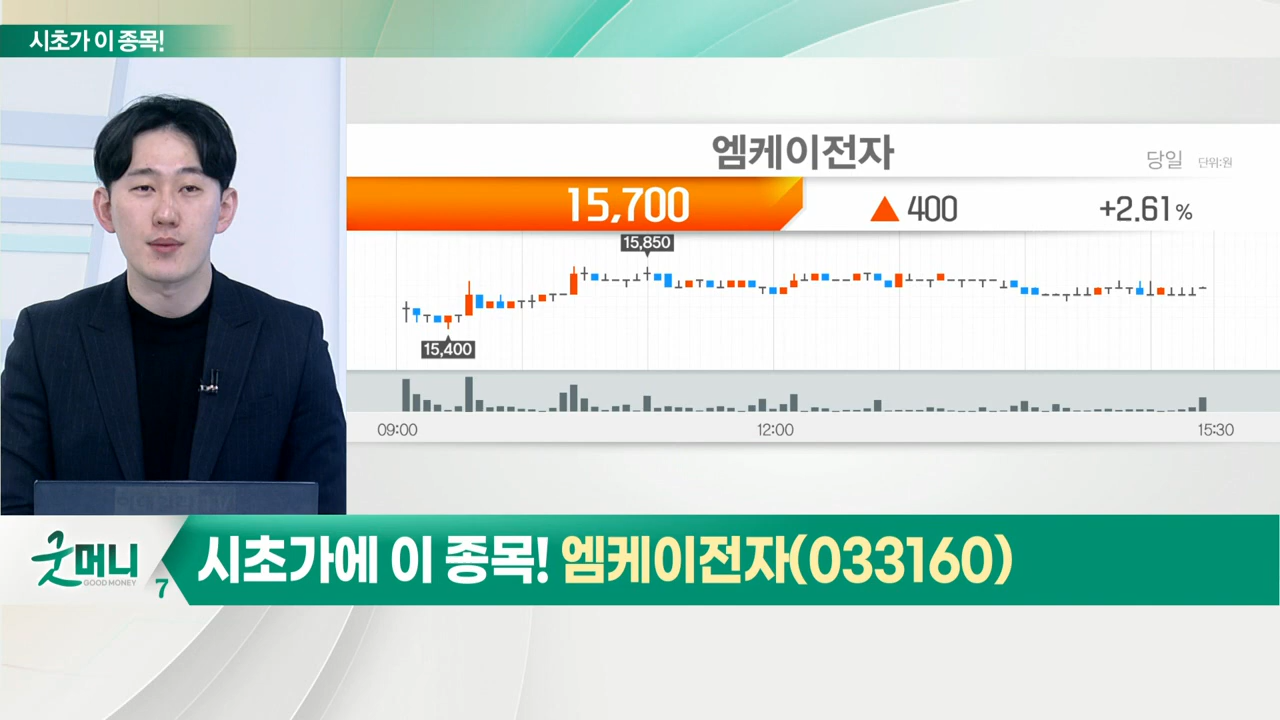 시초가 이 종목!
엠케이전자
당일 단위:원
15,700 ▲ 400 +2.61%
15,850
15,400
09:00 12:00 15:30
굿머니
GOOD MONEY
7
시초가에 이 종목! 엠케이전자(033160)